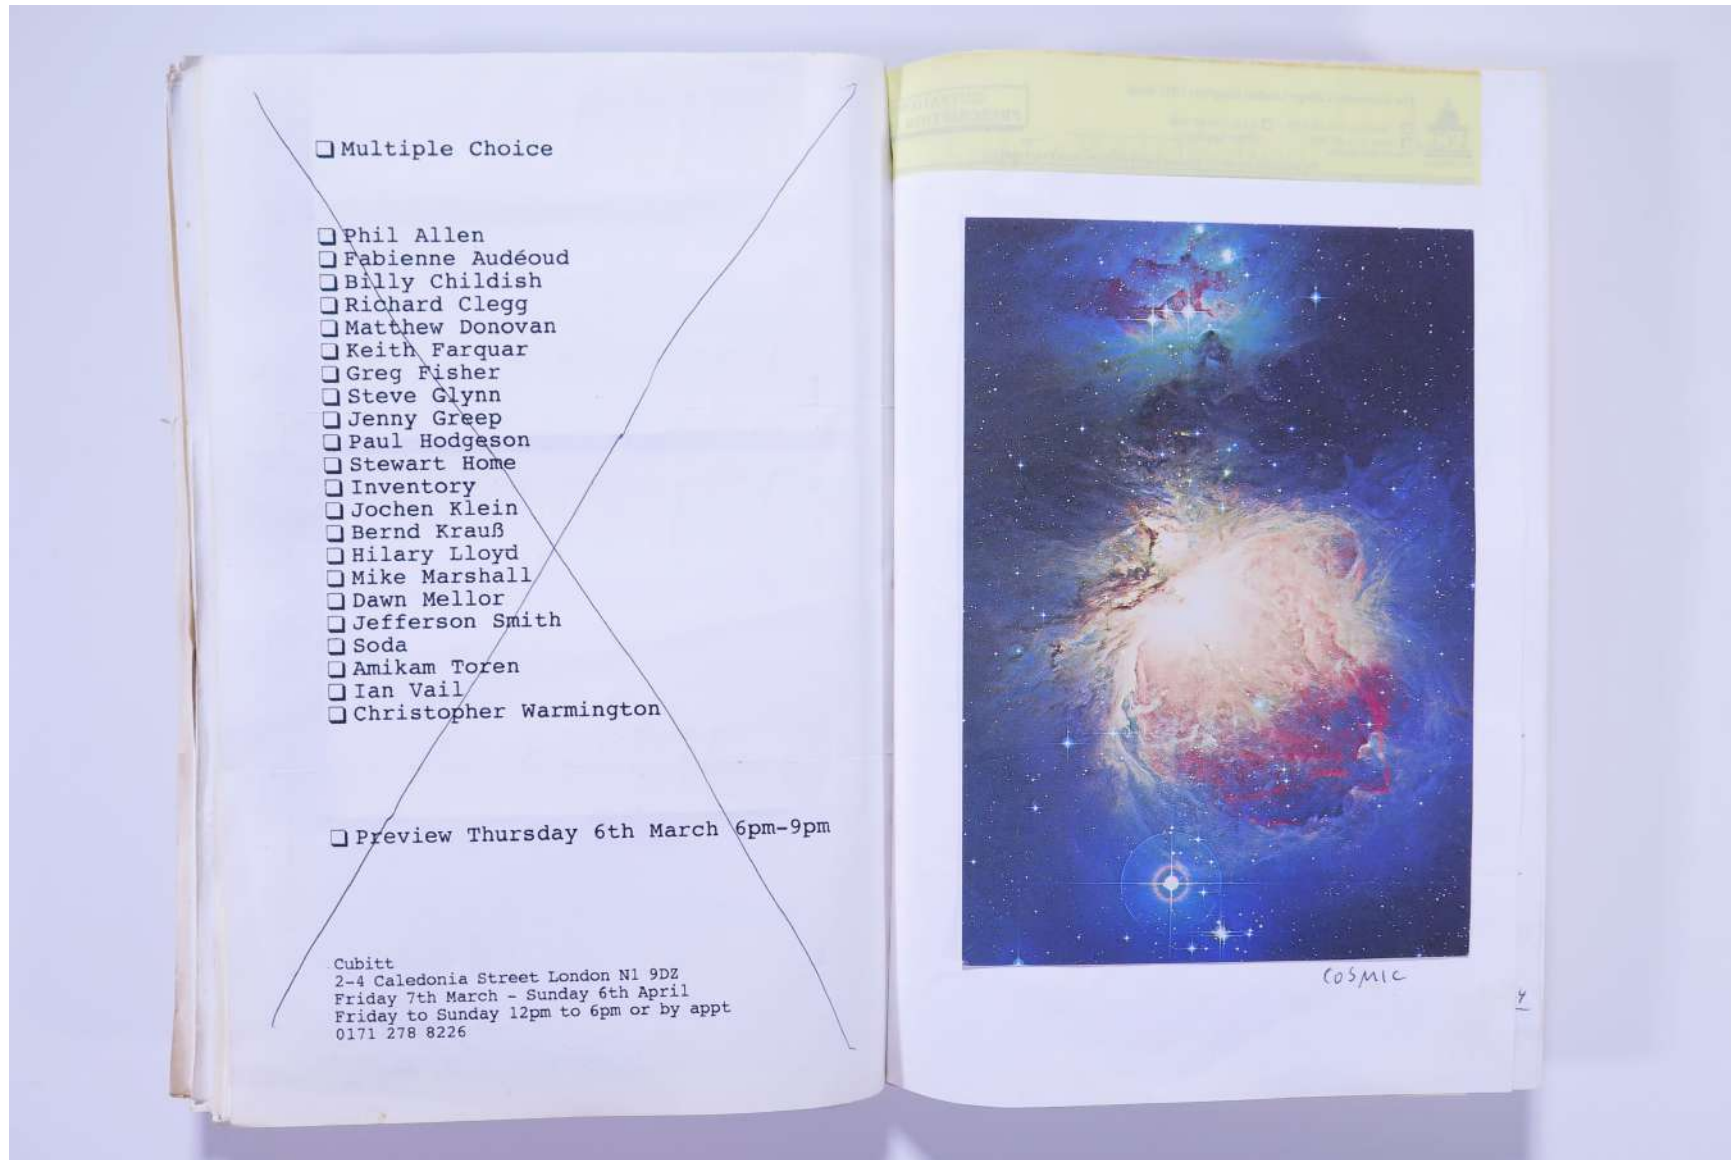 ❏ Multiple Choice
❏ Phil Allen
❏ Fabienne Audéoud
❏ Billy Childish
❏ Richard Clegg
❏ Matthew Donovan
❏ Keith Farquar
❏ Greg Fisher
❏ Steve Glynn
❏ Jenny Greep
❏ Paul Hodgeson
❏ Stewart Home
❏ Inventory
❏ Jochen Klein
❏ Bernd Krauß
❏ Hilary Lloyd
❏ Mike Marshall
❏ Dawn Mellor
❏ Jefferson Smith
❏ Soda
❏ Amikam Toren
❏ Ian Vail
❏ Christopher Warmington
❏ Preview Thursday 6th March 6pm-9pm
Cubitt
2-4 Caledonia Street London N1 9DZ
Friday 7th March - Sunday 6th April
Friday to Sunday 12pm to 6pm or by appt
0171 278 8226
COSMIC